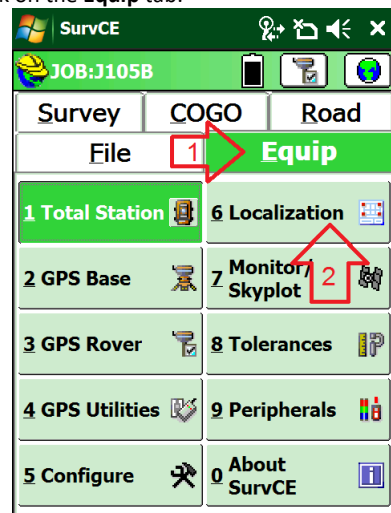 k on the Equip tab.
SurvCE
JOB:J105B
Survey COGO Road
File 1 Equip
1 Total Station 6 Localization
2 GPS Base 7 Monitor/
Skyplot 2
3 GPS Rover 8 Tolerances
4 GPS Utilities 9 Peripherals
5 Configure 0 About
SurvCE